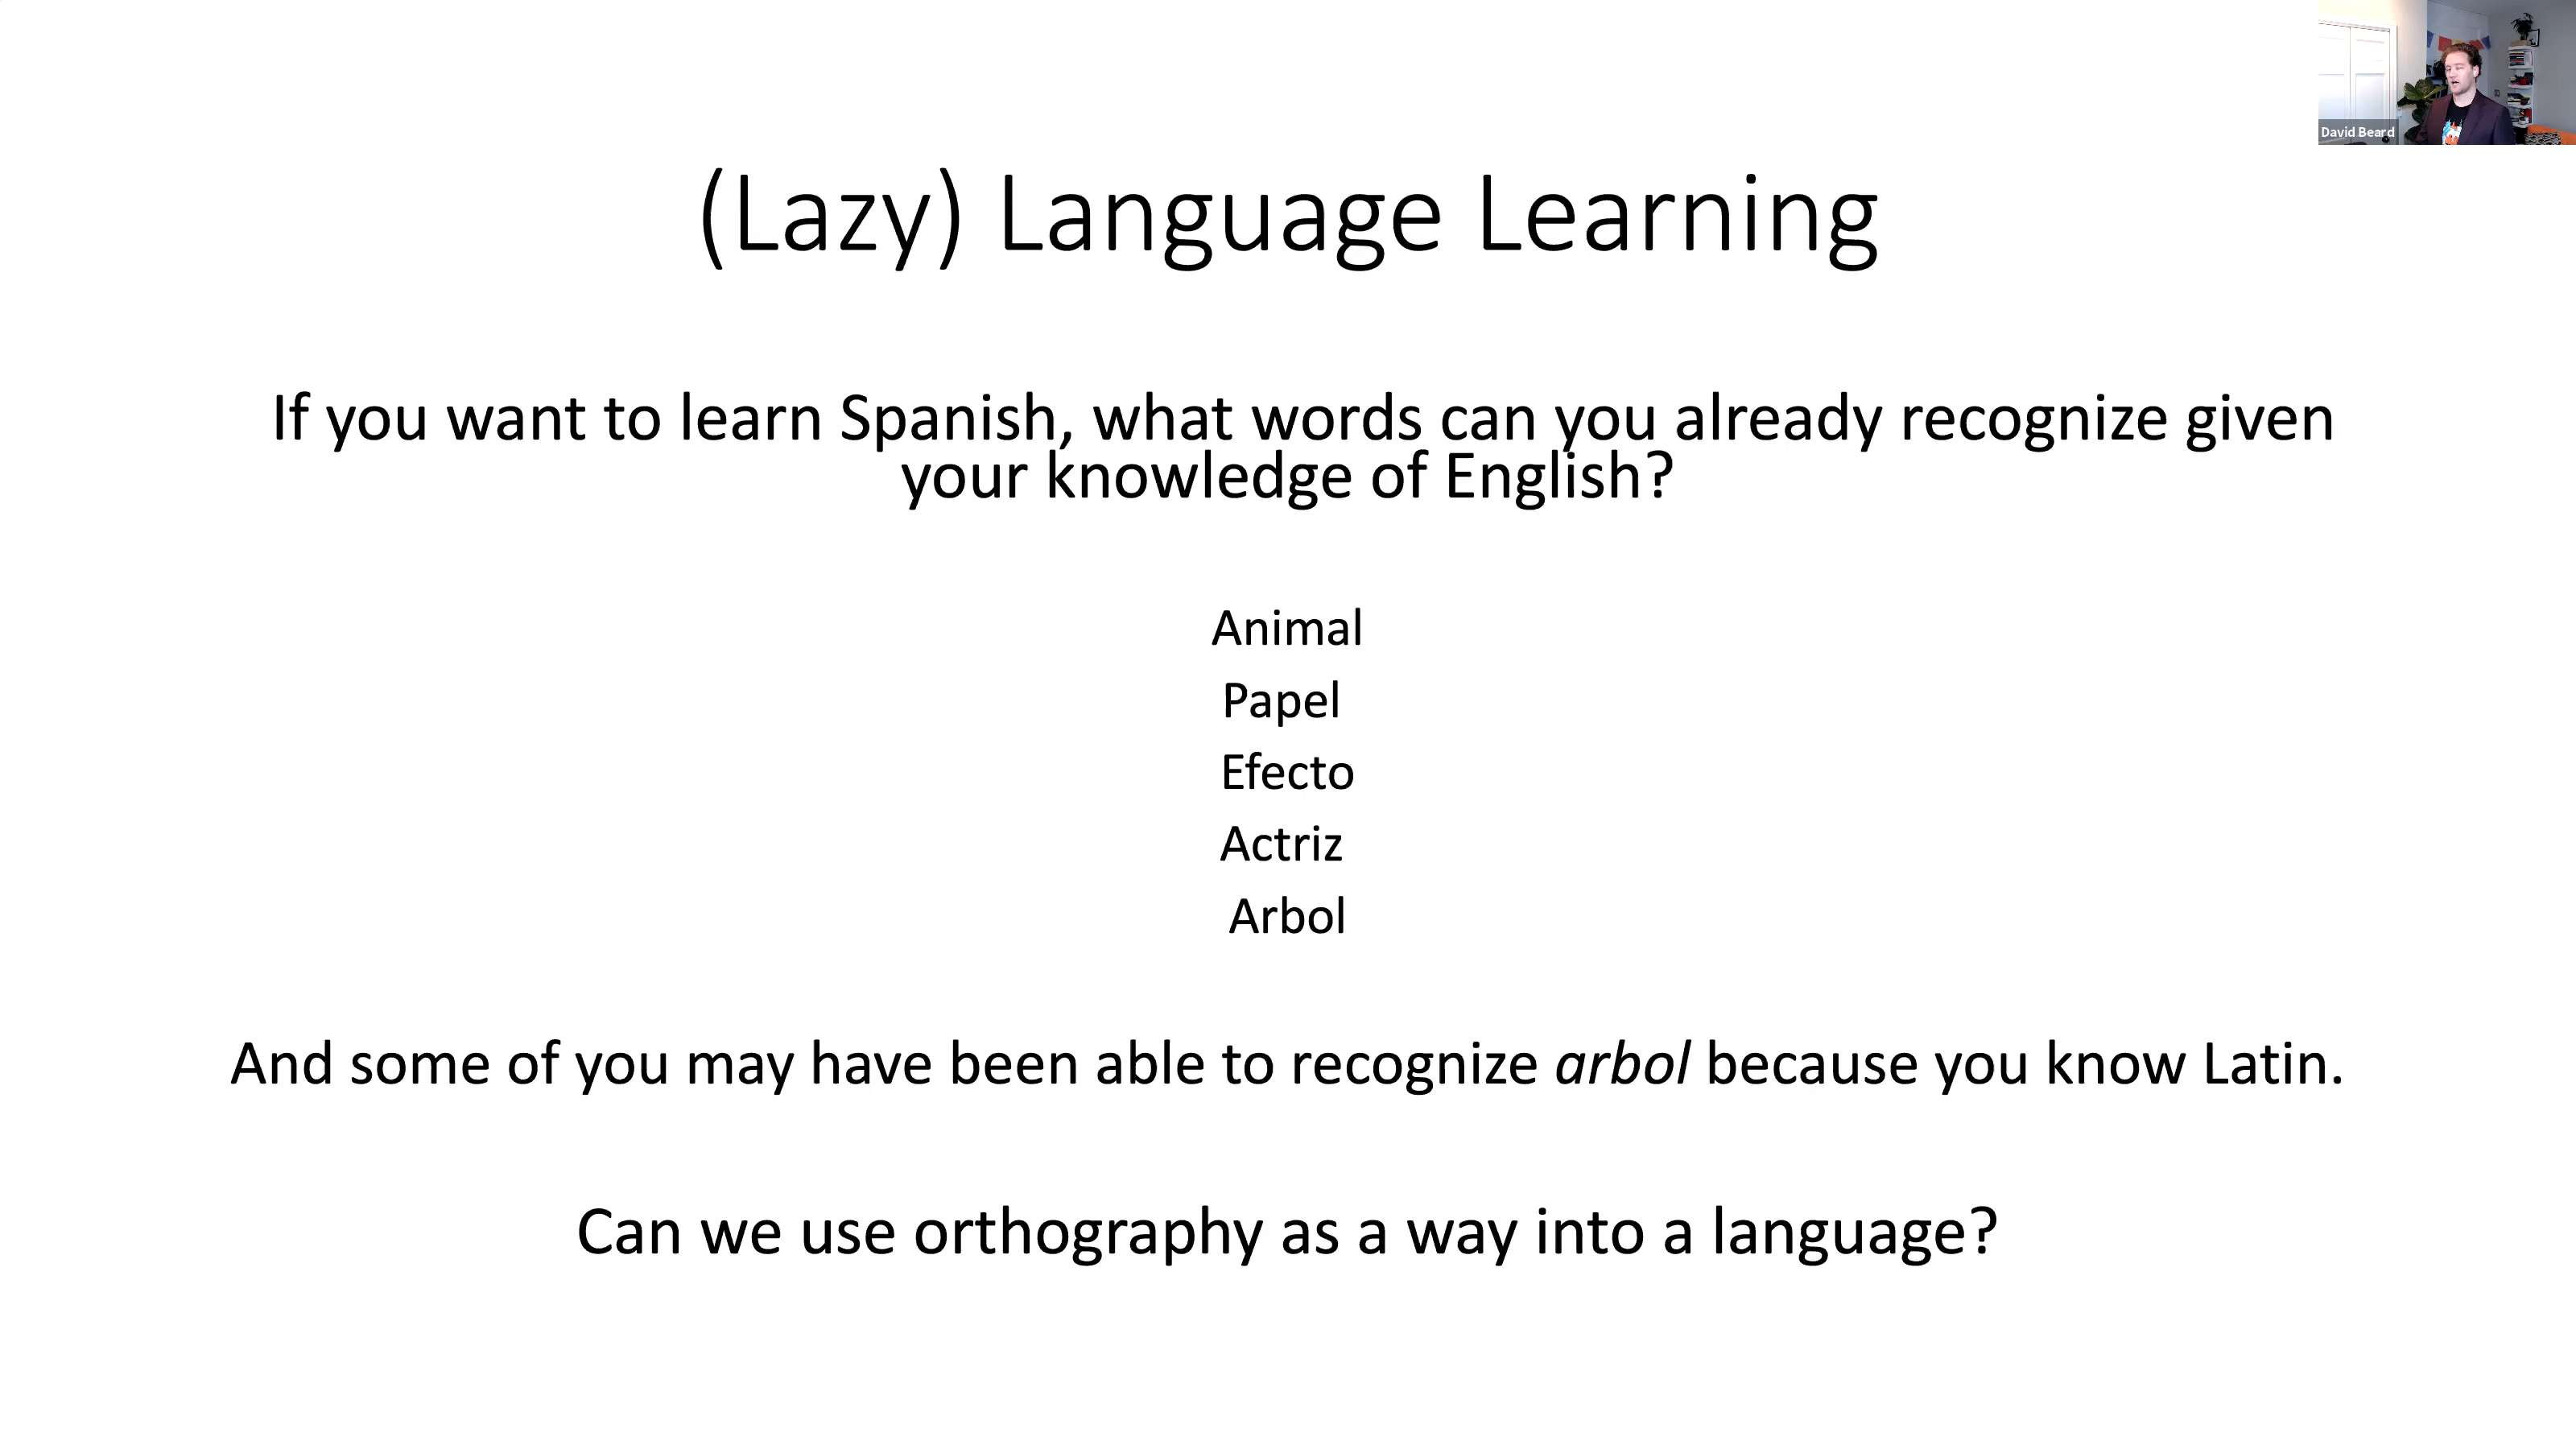 David Beard
(Lazy) Language Learning
If you want to learn Spanish, what words can you already recognize given
your knowledge of English?
Animal
Papel
Efecto
Actriz
Arbol
And some of you may have been able to recognize arbol because you know Latin.
Can we use orthography as a way into a language?